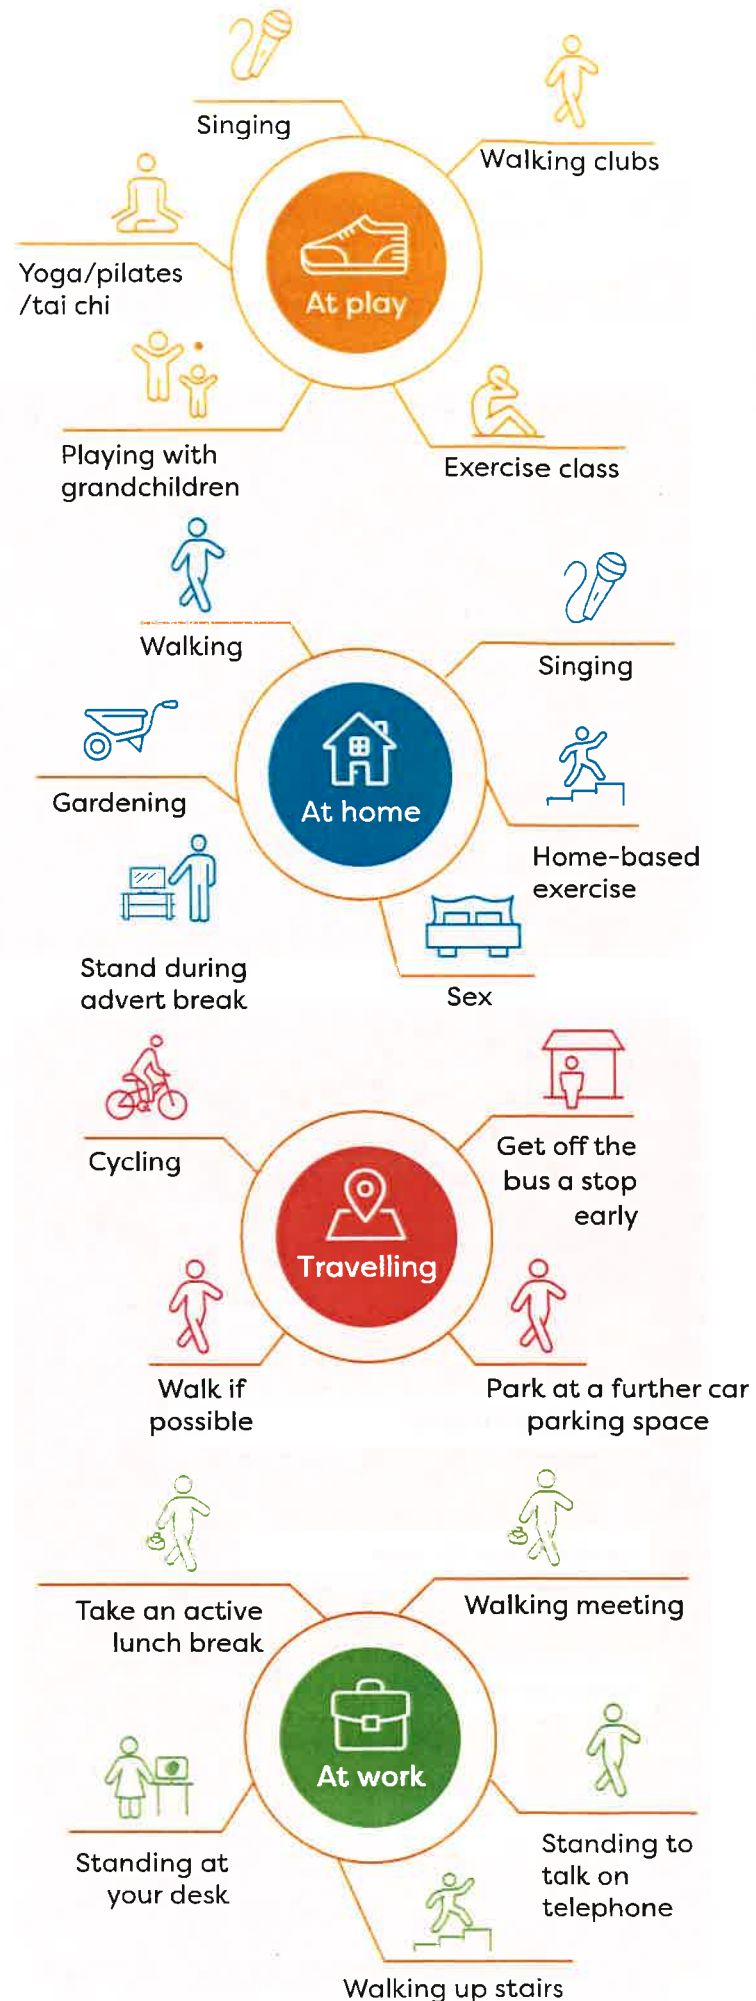 Singing
Walking clubs
Yoga/pilates
/tai chi
At play
Playing with
grandchildren
Exercise class
Walking
Singing
Gardening
At home
Home-based
exercise
Stand during
advert break
Sex
Cycling
Get off the
bus a stop
early
Travelling
Walk if
possible
Park at a further car
parking space
Take an active
lunch break
Walking meeting
At work
Standing at
your desk
Standing to
talk on
telephone
Walking up stairs